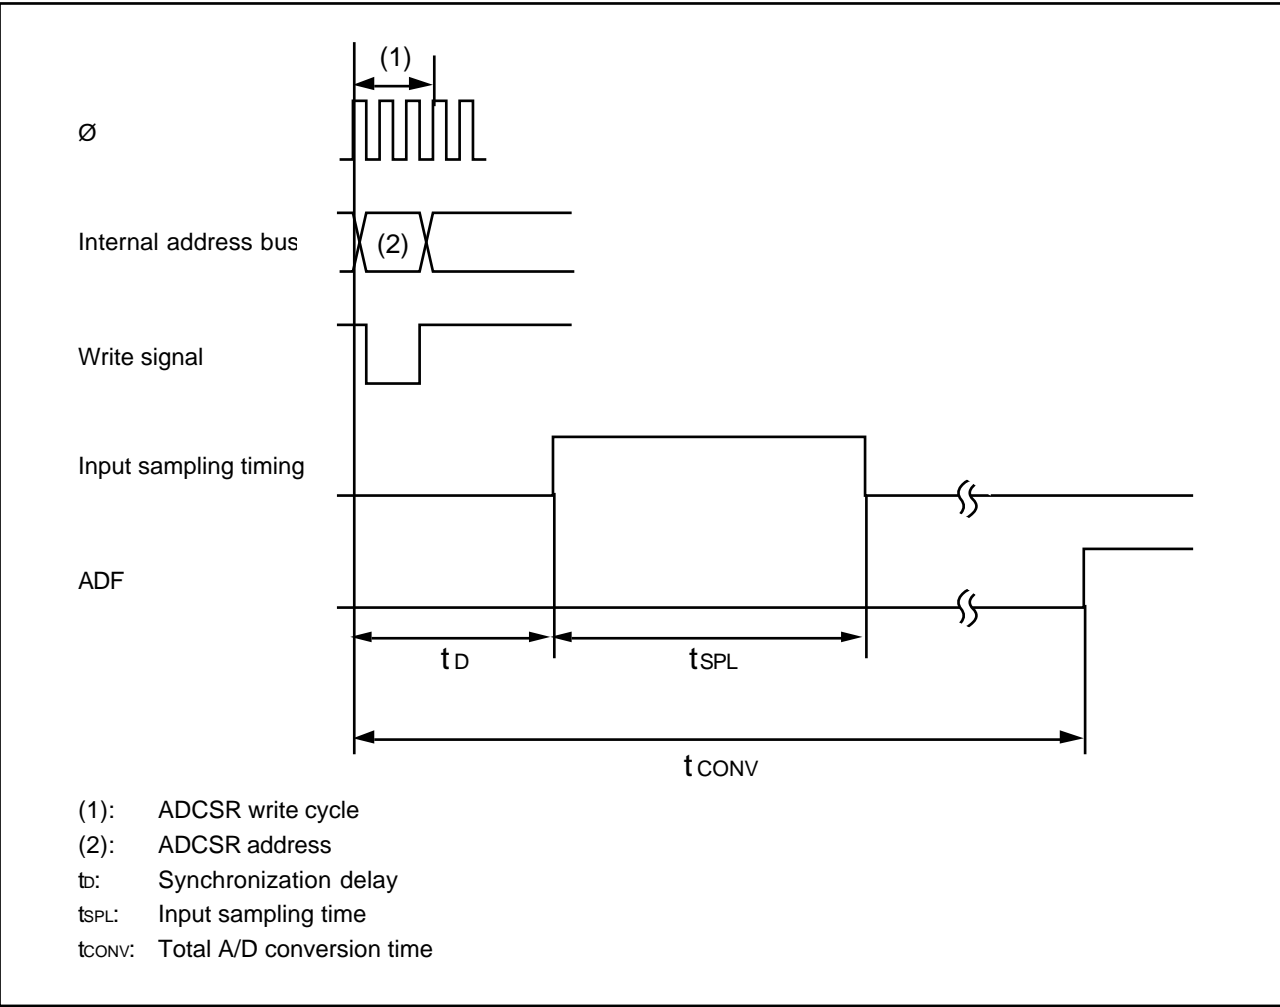 (1)
Ø
Internal address bus
(2)
Write signal
Input sampling timing
ADF
tD
tSPL
tCONV
(1): ADCSR write cycle
(2): ADCSR address
tD: Synchronization delay
tSPL: Input sampling time
tCONV: Total A/D conversion time